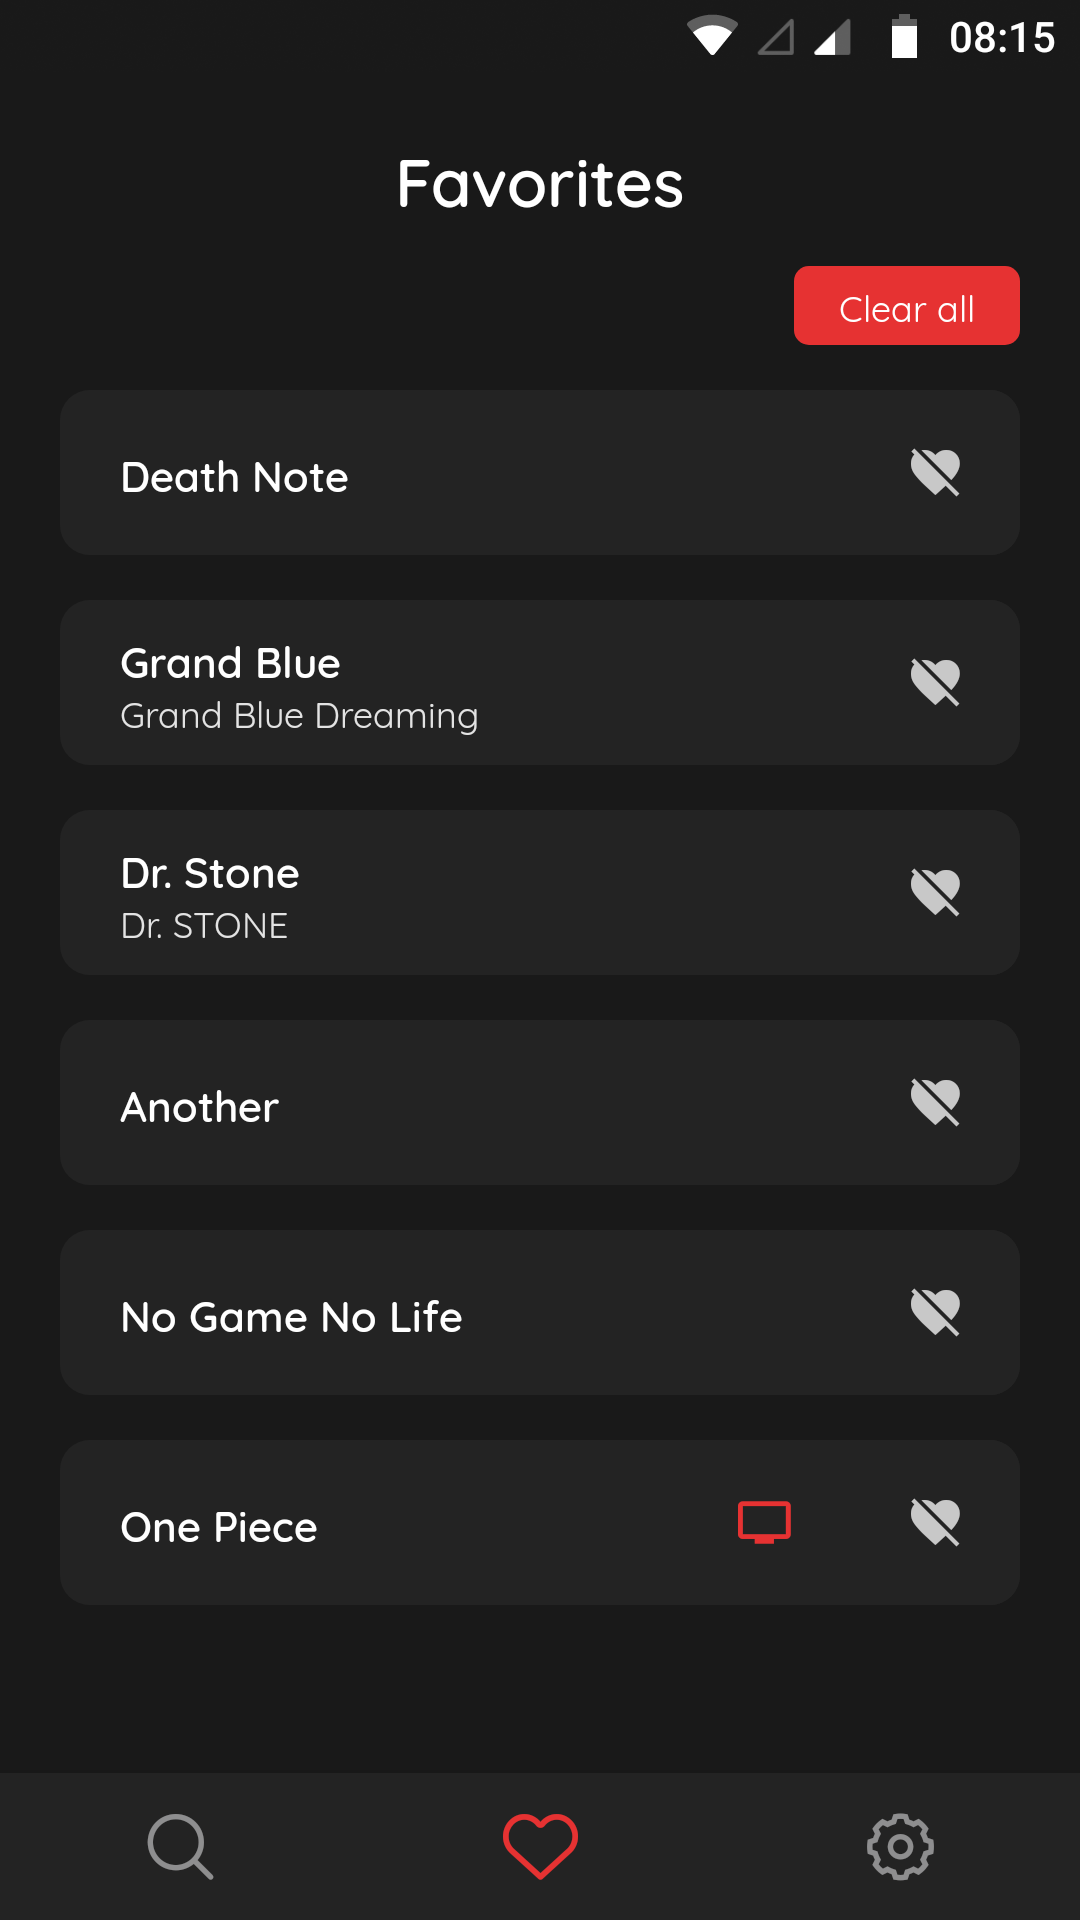 08:15
Favorites
Clear all
Death Note
Grand Blue
Grand Blue Dreaming
Dr. Stone
Dr. STONE
Another
No Game No Life
One Piece